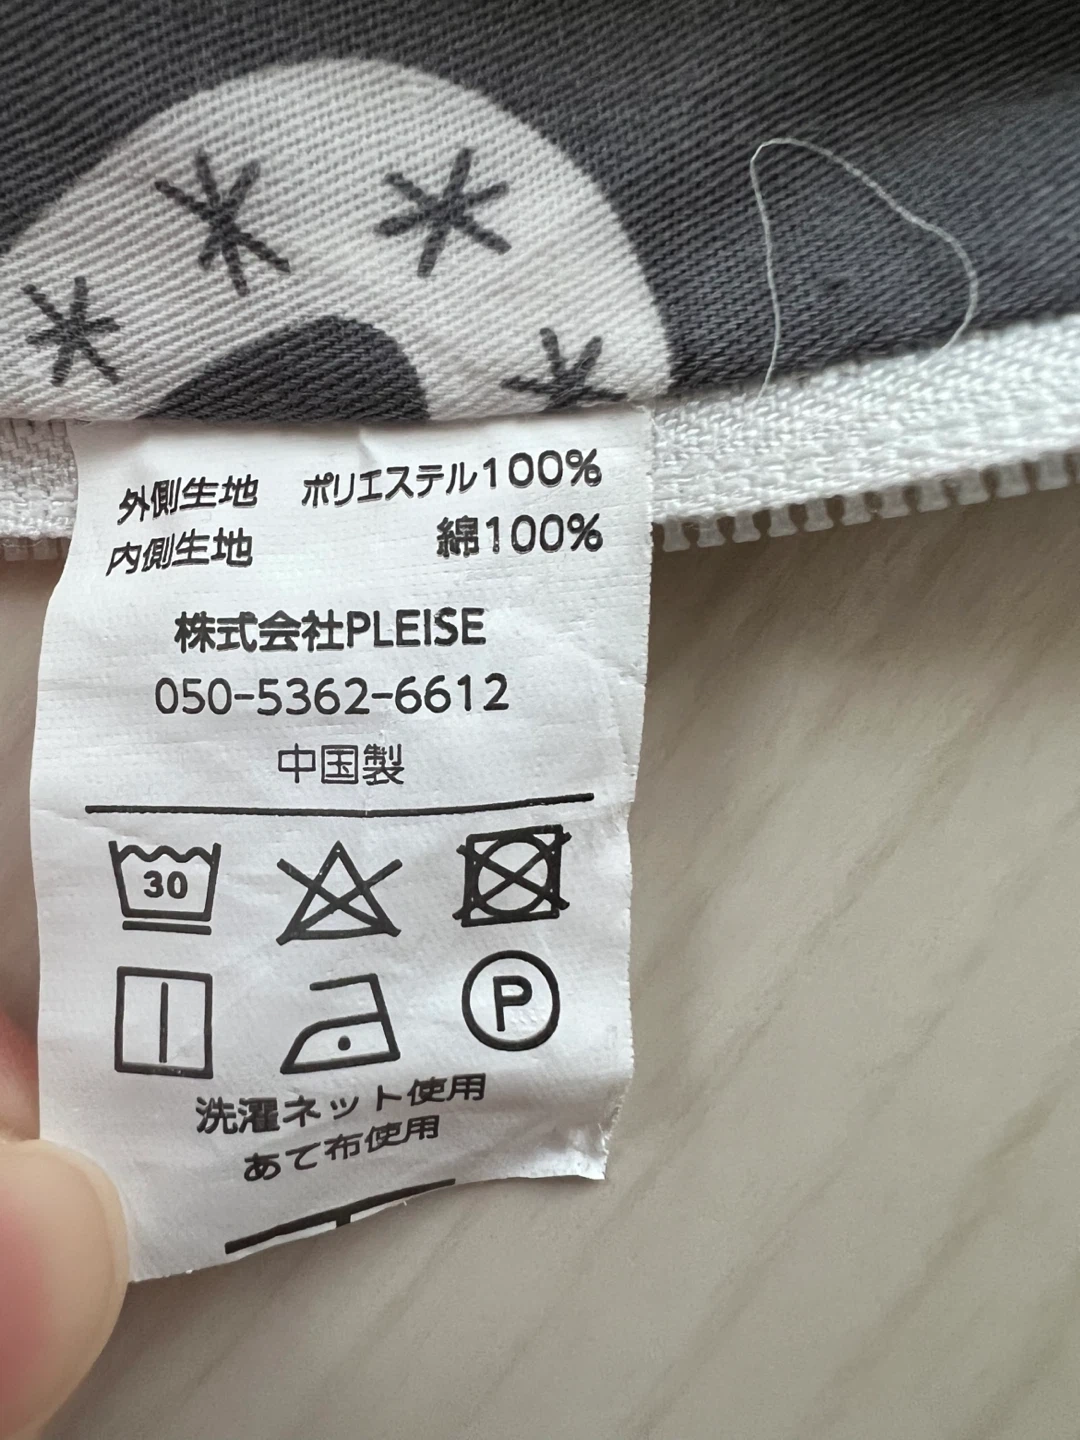 外側生地 ポリエステル100%
内側生地 綿100%
株式会社PLEISE
050-5362-6612
中国製
30
P
洗濯ネット使用
あて布使用